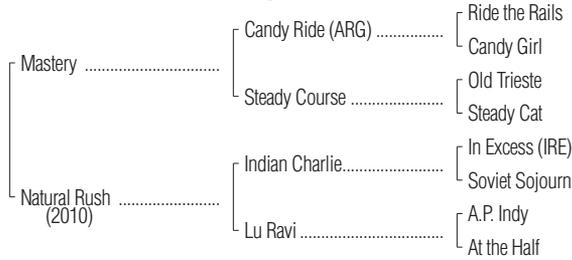 Ride the Rails
Candy Ride (ARG) ................
Candy Girl
Mastery ................................
Old Trieste
Steady Course ......................
Steady Cat
In Excess (IRE)
Indian Charlie........................
Soviet Sojourn
Natural Rush ........................
(2010)
A.P. Indy
Lu Ravi ..................................
At the Half